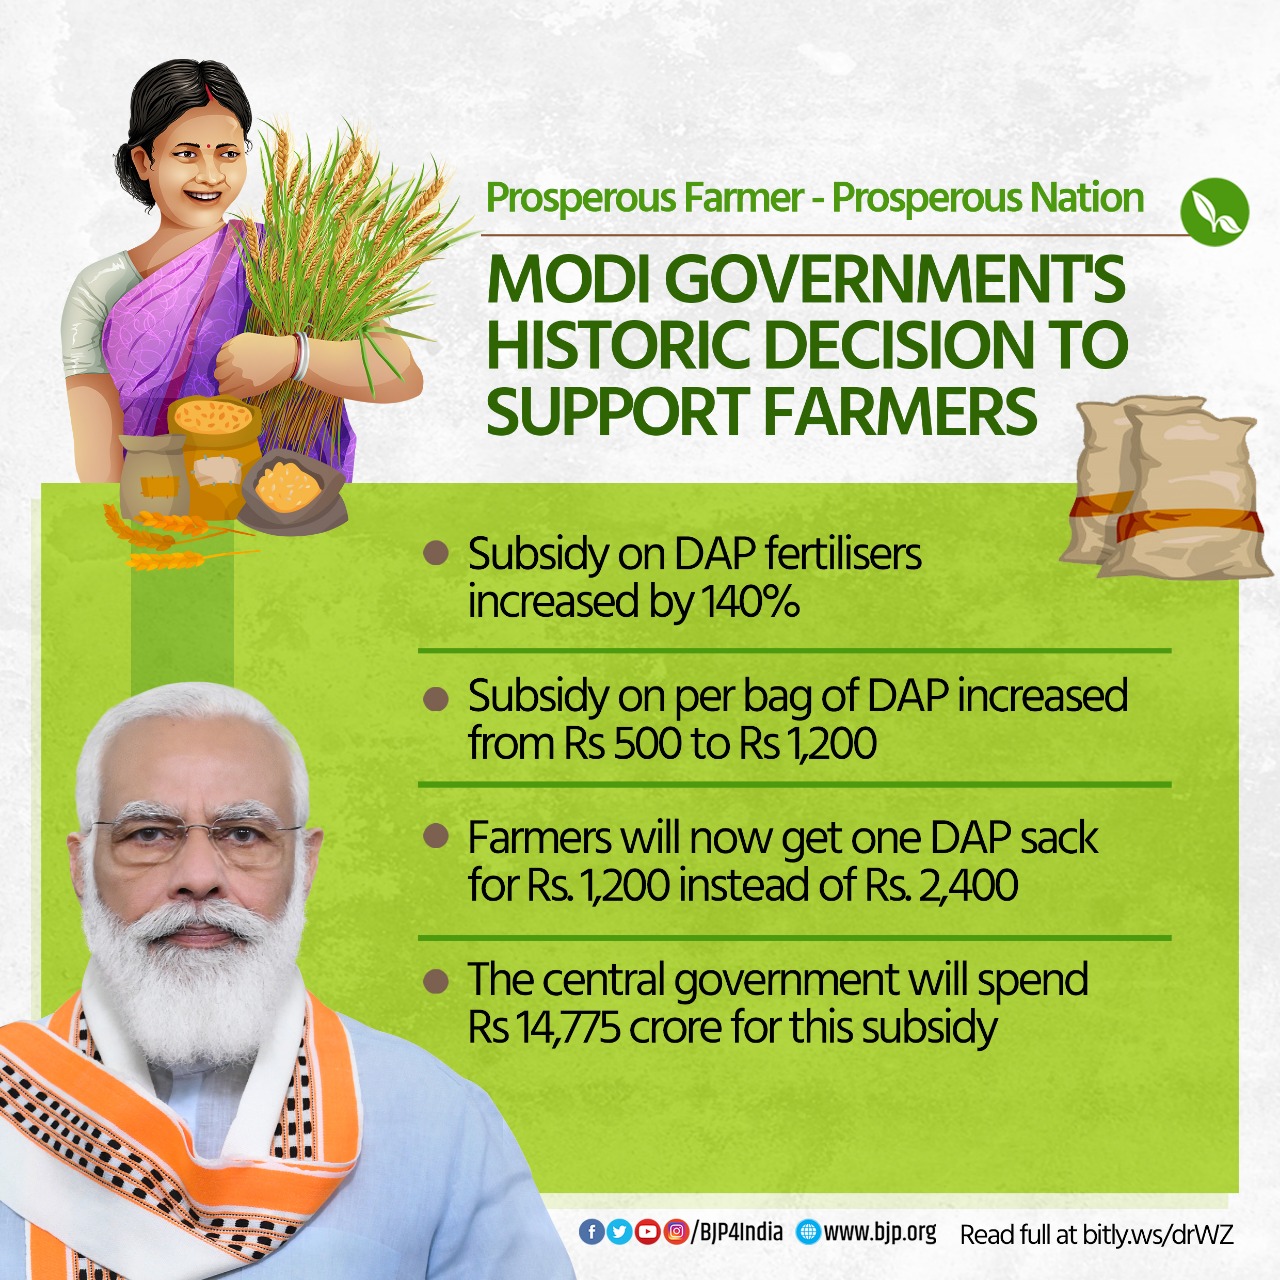 Prosperous Farmer - Prosperous Nation
MODI GOVERNMENT'S
HISTORIC DECISION TO
SUPPORT FARMERS
Subsidy on DAP fertilisers
increased by 140%
Subsidy on per bag of DAP increased
from Rs 500 to Rs 1,200
Farmers will now get one DAP sack
for Rs. 1,200 instead of Rs. 2,400
The central government will spend
Rs 14,775 crore for this subsidy
/BJP4India www.bjp.org Read full at bitly.ws/drWZ